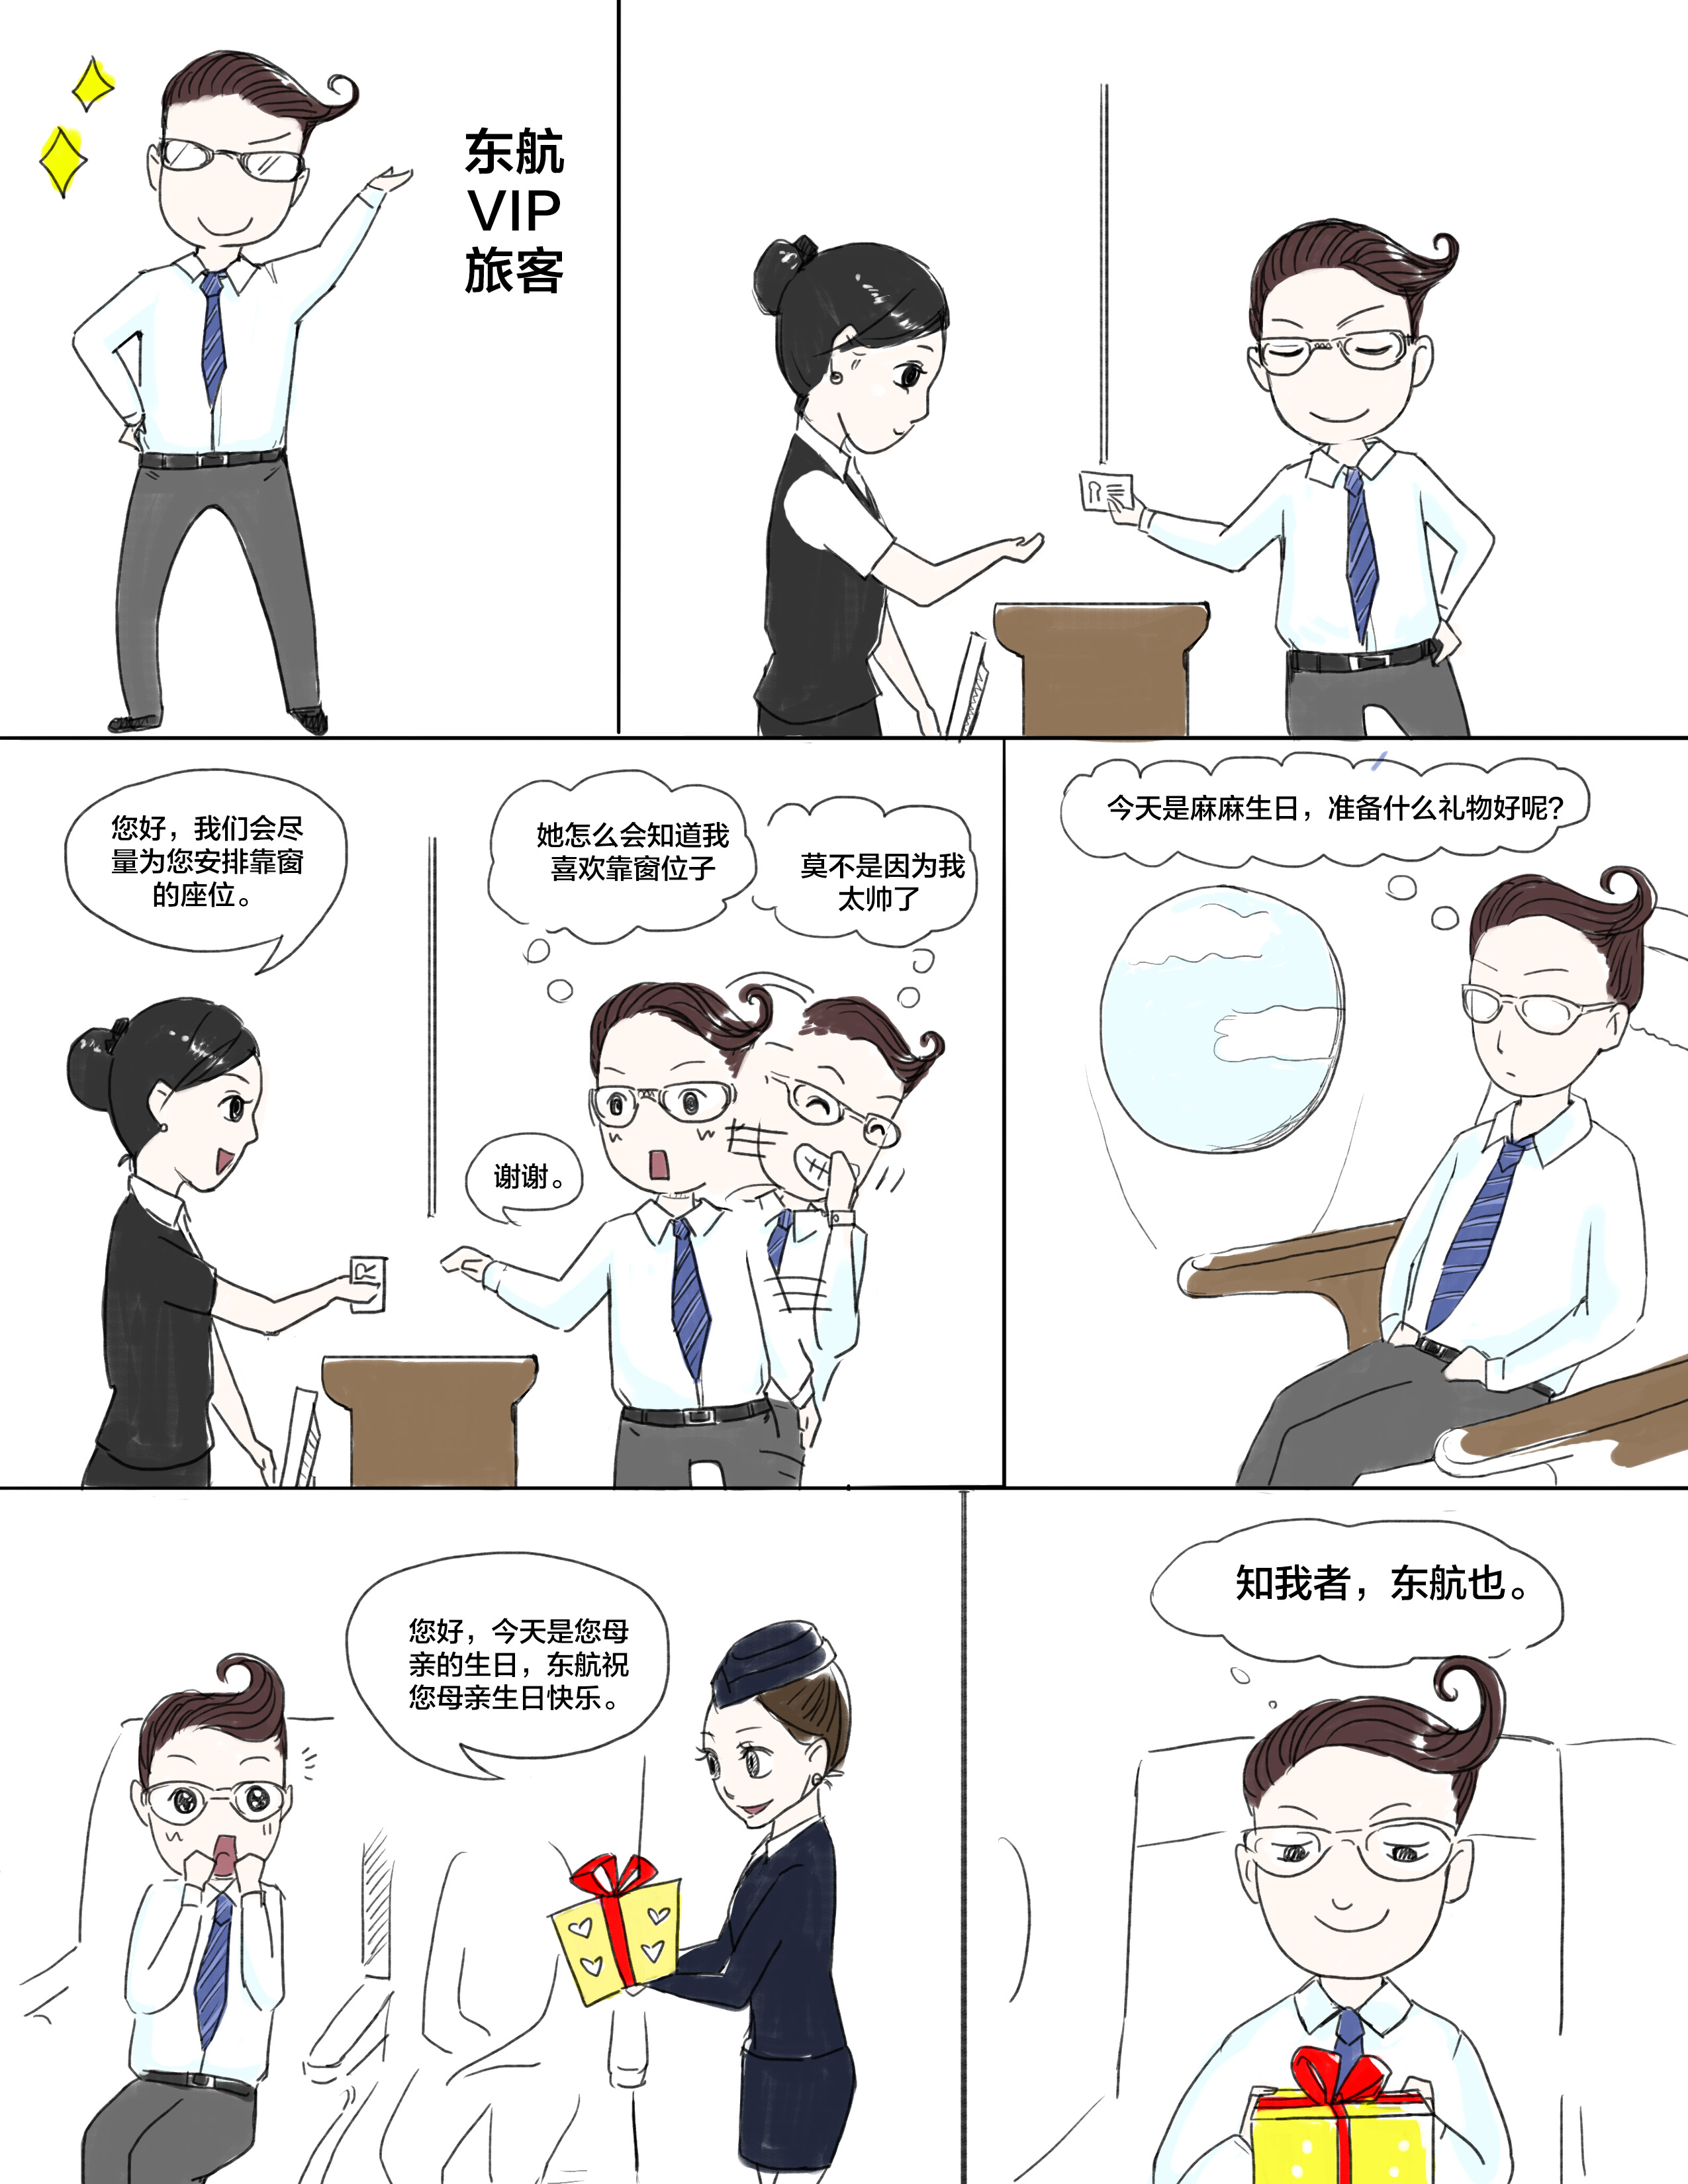 东航
VIP
旅客
您好，我们会尽
量为您安排靠窗
的座位。
她怎么会知道我
喜欢靠窗位子
莫不是因为我
太帅了
谢谢。
今天是麻麻生日，准备什么礼物好呢?
您好，今天是您母
亲的生日，东航祝
您母亲生日快乐。
知我者，东航也。